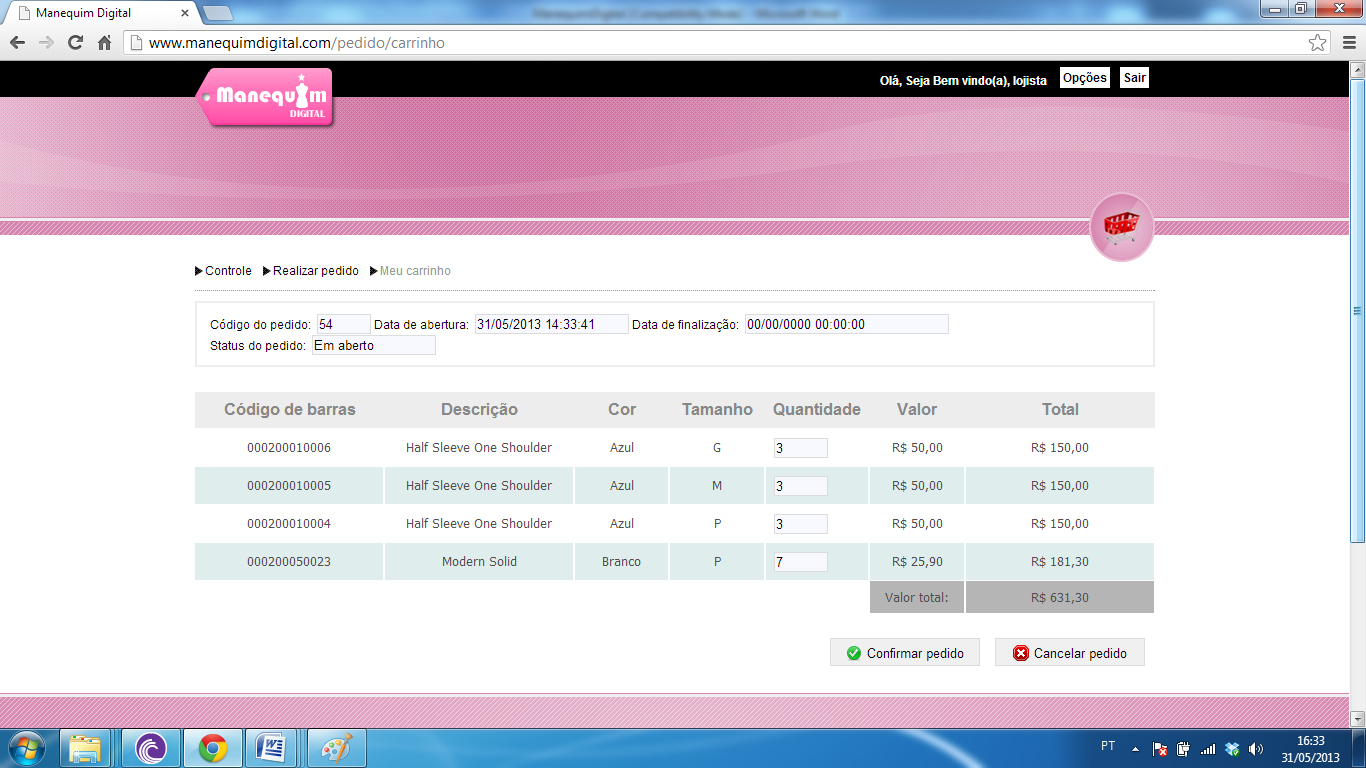 Manequim Digital
ManequimDigital (Compatibility Mode) - Microsoft Word
www.manequimdigital.com/pedido/carrinho
Manequim
DIGITAL
Olá, Seja Bem vindo(a), lojista Opções Sair
Controle Realizar pedido Meu carrinho
Código do pedido: 54 Data de abertura: 31/05/2013 14:33:41 Data de finalização: 00/00/0000 00:00:00
Status do pedido: Em aberto
Código de barras Descrição Cor Tamanho Quantidade Valor Total
000200010006 Half Sleeve One Shoulder Azul G 3 R$ 50,00 R$ 150,00
000200010005 Half Sleeve One Shoulder Azul M 3 R$ 50,00 R$ 150,00
000200010004 Half Sleeve One Shoulder Azul P 3 R$ 50,00 R$ 150,00
000200050023 Modern Solid Branco P 7 R$ 25,90 R$ 181,30
Valor total: R$ 631,30
Confirmar pedido Cancelar pedido
PT
16:33
31/05/2013